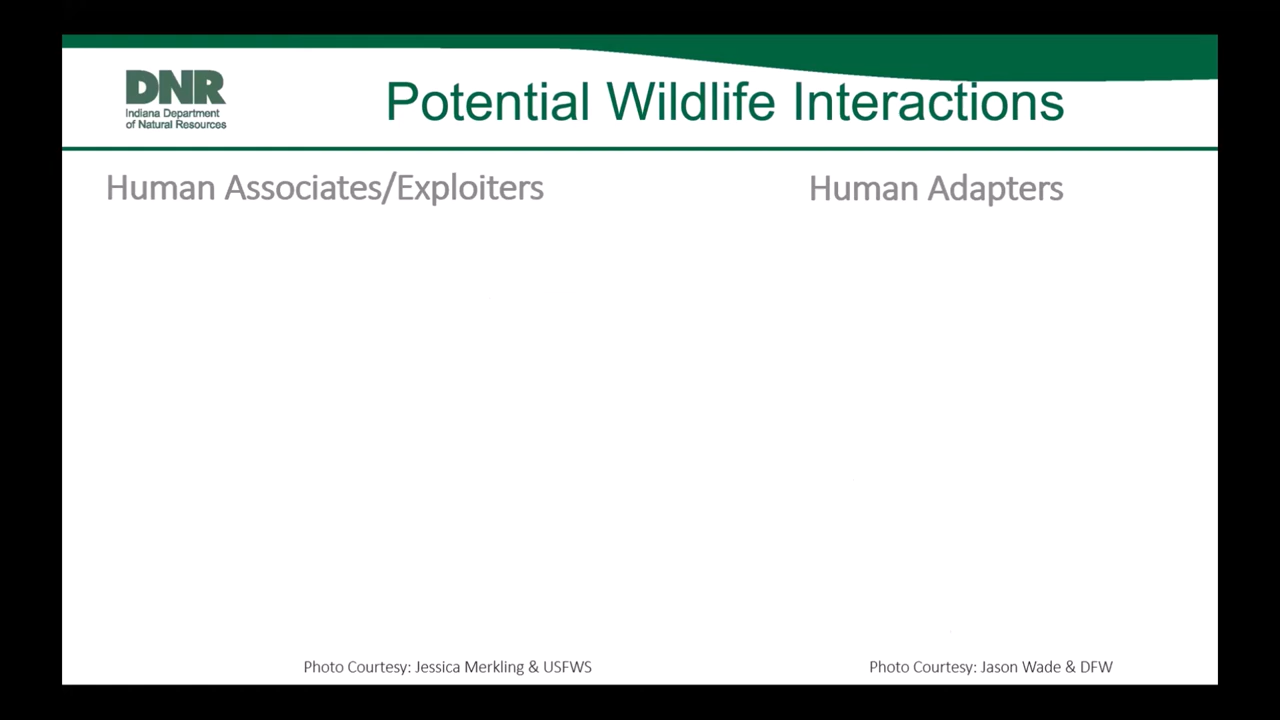 DNR
Indiana Department
of Natural Resources
Potential Wildlife Interactions
Human Associates/Exploiters
Human Adapters
Photo Courtesy: Jessica Merkling & USFWS
Photo Courtesy: Jason Wade & DFW